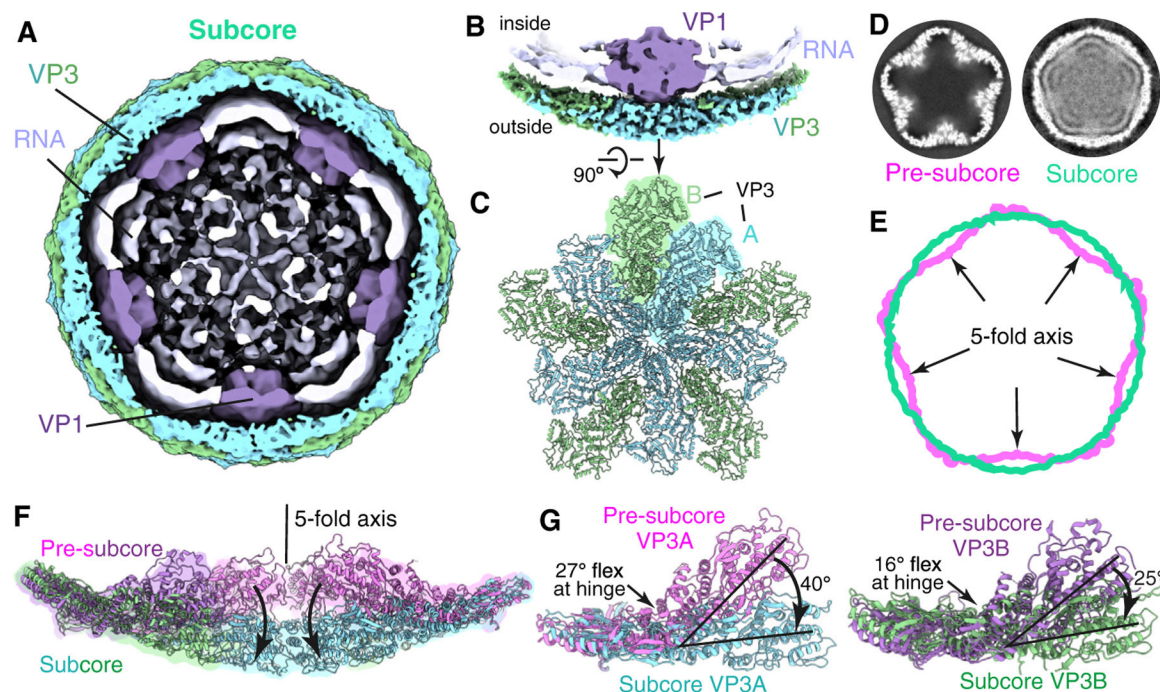 A
Subcore
VP3
RNA
VP1
B
inside
VP1
RNA
outside
VP3
90º
C
B
VP3
A
D
Pre-subcore
Subcore
E
5-fold axis
F
5-fold axis
Pre-subcore
Subcore
G
Pre-subcore
VP3A
27° flex
at hinge
40°
Subcore VP3A
Pre-subcore
VP3B
16° flex
at hinge
25°
Subcore VP3B